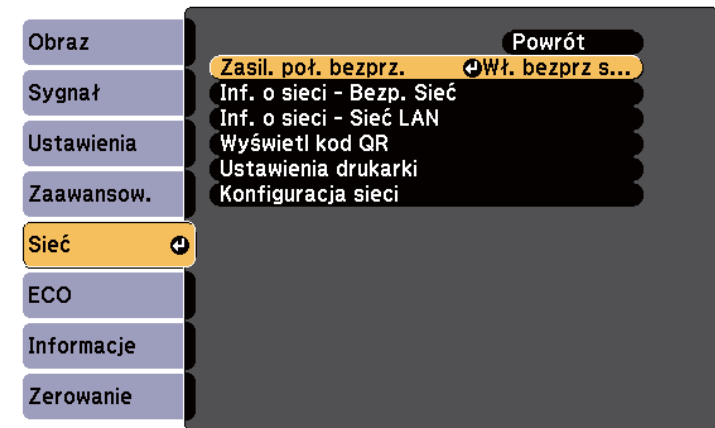 Obraz
Sygnał
Ustawienia
Zaawansow.
Sieć
ECO
Informacje
Zerowanie
Powrót
Zasil. poł. bezprz. Wł. bezprz s...
Inf. o sieci - Bezp. Sieć
Inf. o sieci - Sieć LAN
Wyświetl kod QR
Ustawienia drukarki
Konfiguracja sieci